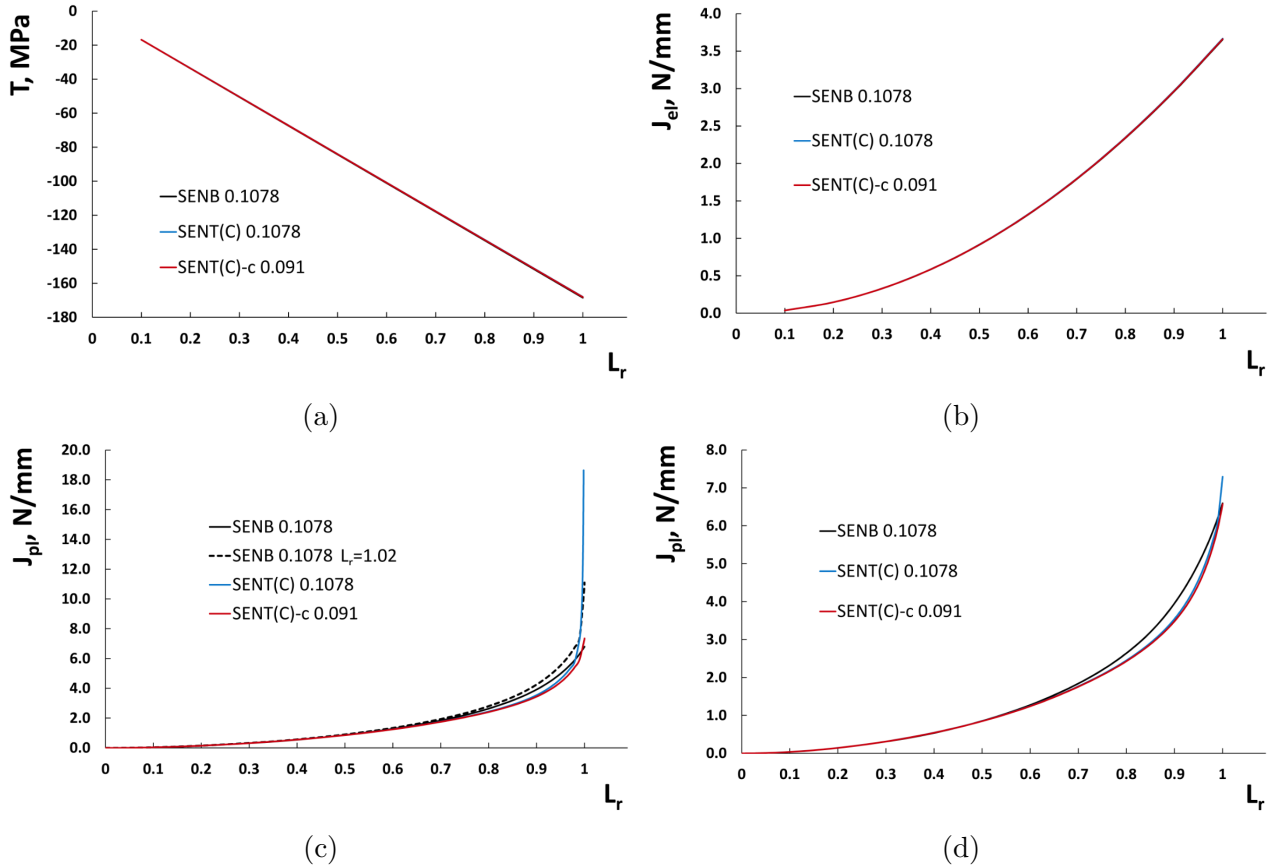 T, MPa
0
-20
-40
-60
-80
-100
-120
-140
-160
-180
SENB 0.1078
SENT(C) 0.1078
SENT(C)-c 0.091
0 0.1 0.2 0.3 0.4 0.5 0.6 0.7 0.8 0.9 1
Lr
(a)
Jel, N/mm
4.0
3.5
3.0
2.5
2.0
1.5
1.0
0.5
0.0
SENB 0.1078
SENT(C) 0.1078
SENT(C)-c 0.091
0 0.1 0.2 0.3 0.4 0.5 0.6 0.7 0.8 0.9 1
Lr
(b)
Jpl, N/mm
20.0
18.0
16.0
14.0
12.0
10.0
8.0
6.0
4.0
2.0
0.0
SENB 0.1078
SENB 0.1078 Lr=1.02
SENT(C) 0.1078
SENT(C)-c 0.091
0 0.1 0.2 0.3 0.4 0.5 0.6 0.7 0.8 0.9 1
Lr
(c)
Jpl, N/mm
8.0
7.0
6.0
5.0
4.0
3.0
2.0
1.0
0.0
SENB 0.1078
SENT(C) 0.1078
SENT(C)-c 0.091
0 0.1 0.2 0.3 0.4 0.5 0.6 0.7 0.8 0.9 1
Lr
(d)